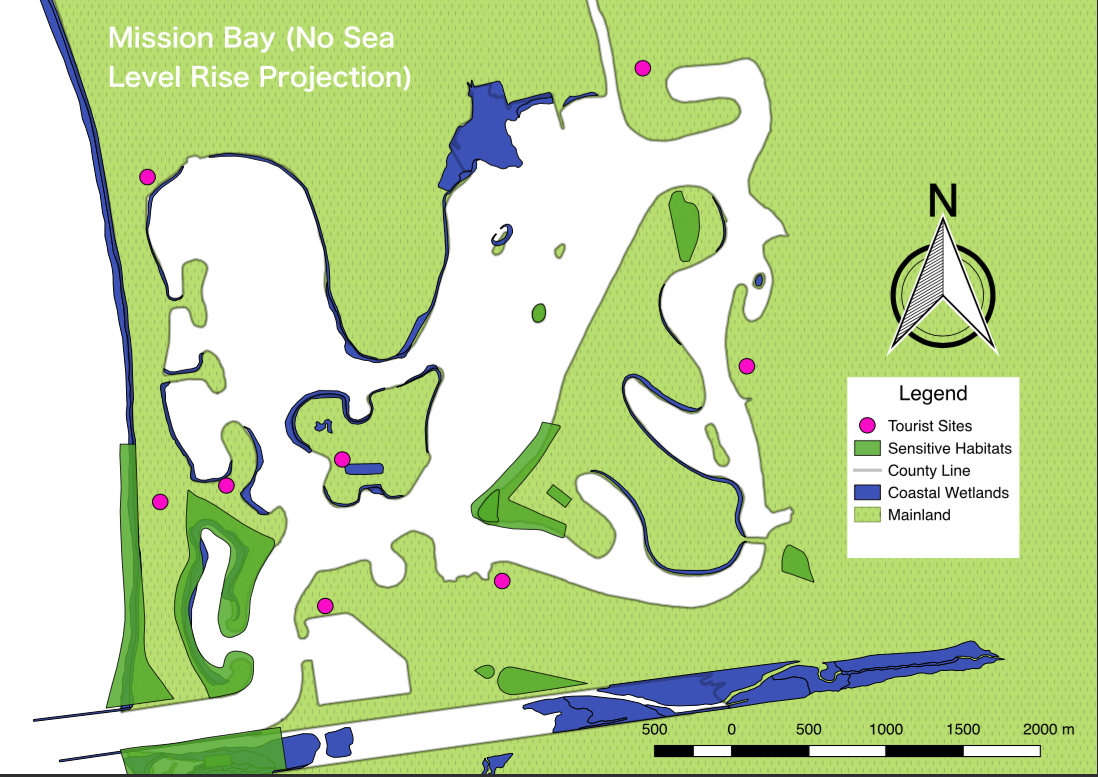 Mission Bay (No Sea
Level Rise Projection)
N
Legend
Tourist Sites
Sensitive Habitats
County Line
Coastal Wetlands
Mainland
500 0 500 1000 1500 2000 m